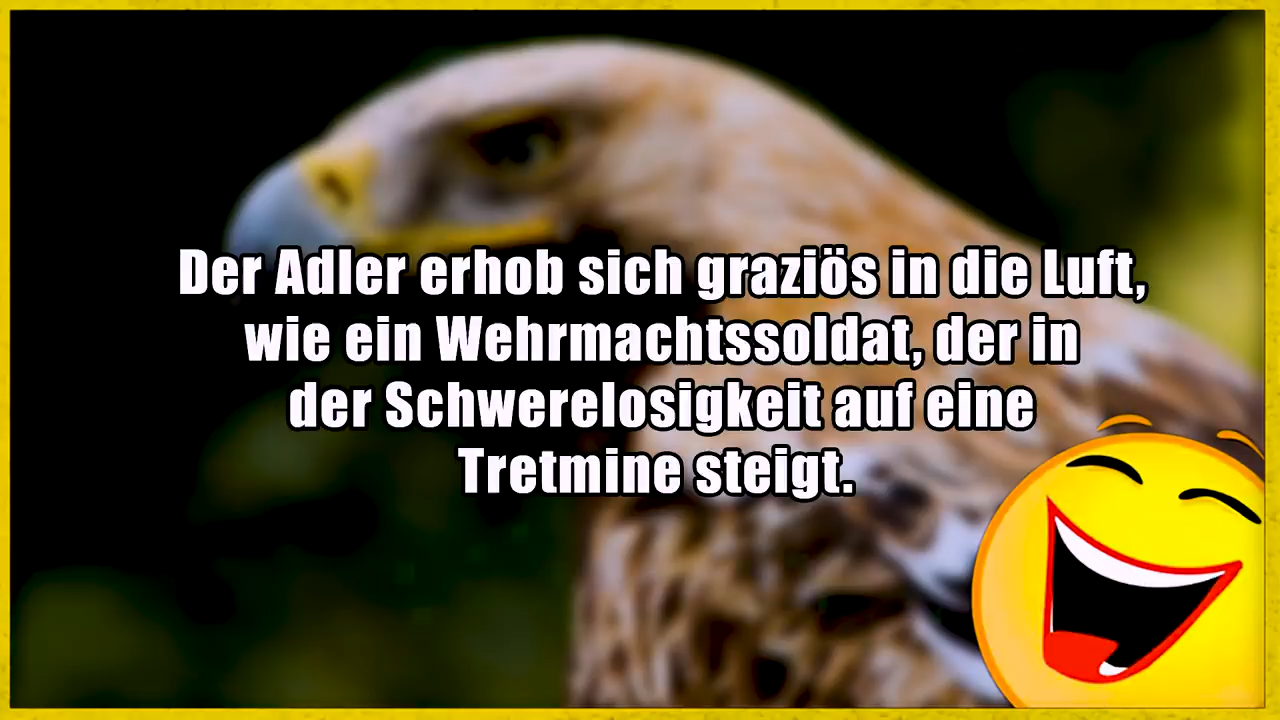 Der Adler erhob sich graziös in die Luft,
wie ein Wehrmachtssoldat, der in
der Schwerelosigkeit auf eine
Tretmine steigt.